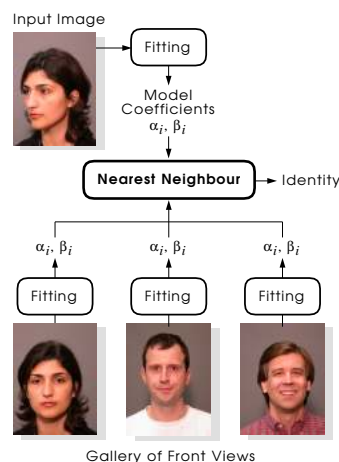 Input Image
Fitting
Model
Coefficients
αi, βi
Nearest Neighbour
Identity
αi, βi
αi, βi
αi, βi
Fitting
Fitting
Fitting
Gallery of Front Views